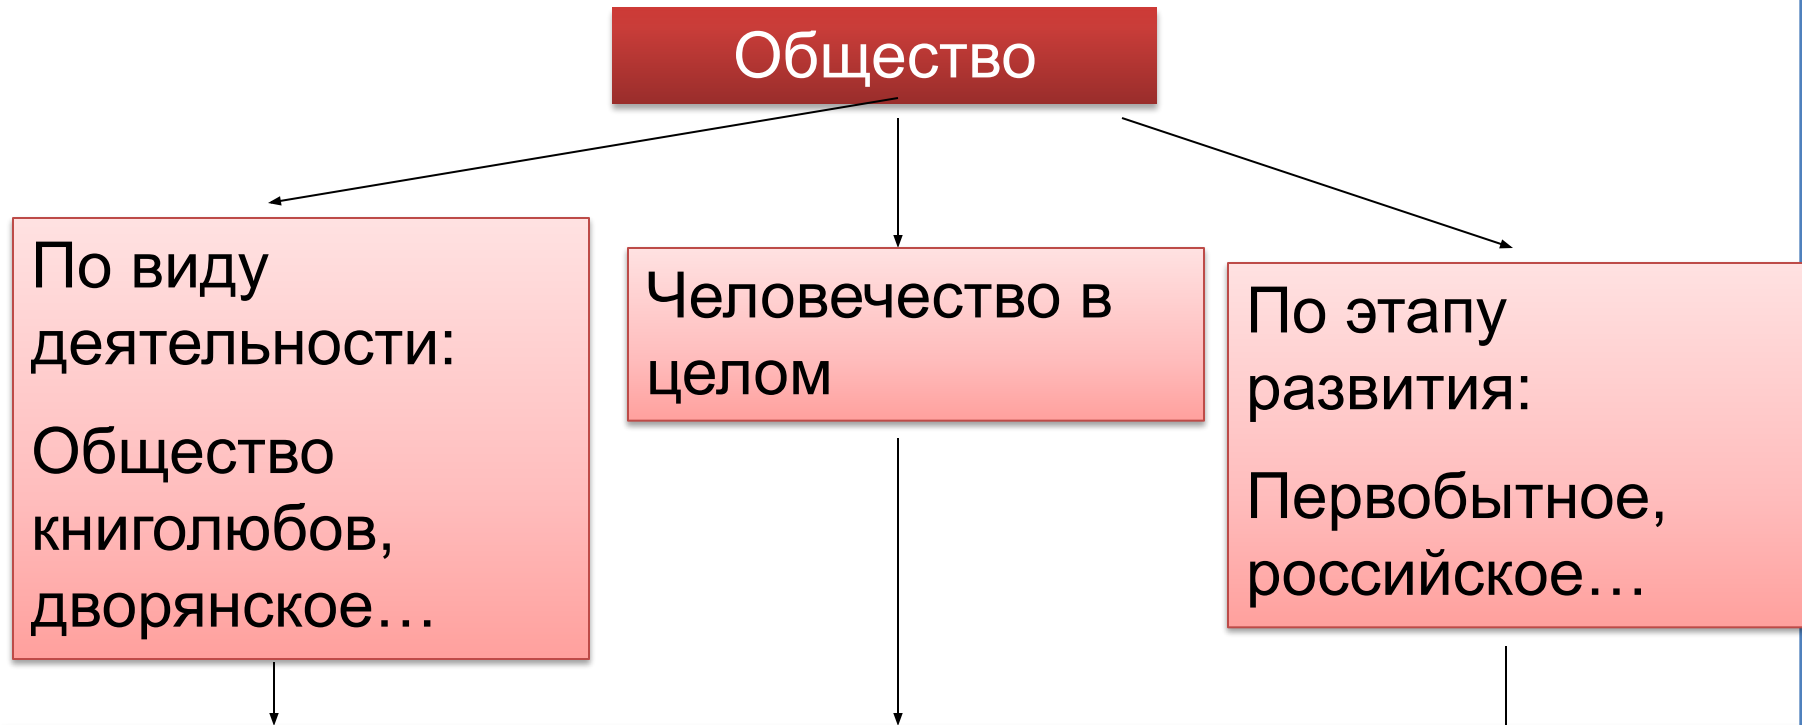 Общество
По виду
деятельности:
Общество
книголюбов,
дворянское…
Человечество в
целом
По этапу
развития:
Первобытное,
российское…